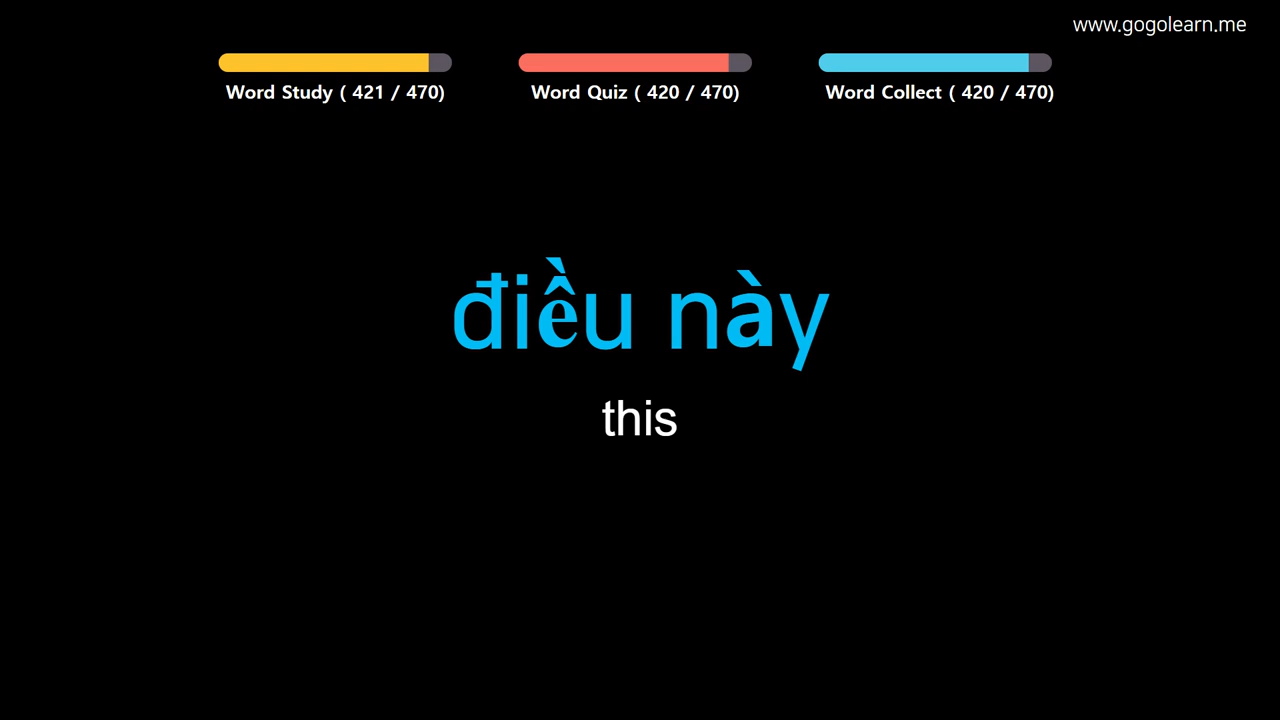 www.gogolearn.me
Word Study ( 421 / 470)
Word Quiz ( 420 / 470)
Word Collect ( 420 / 470)
điều này
this